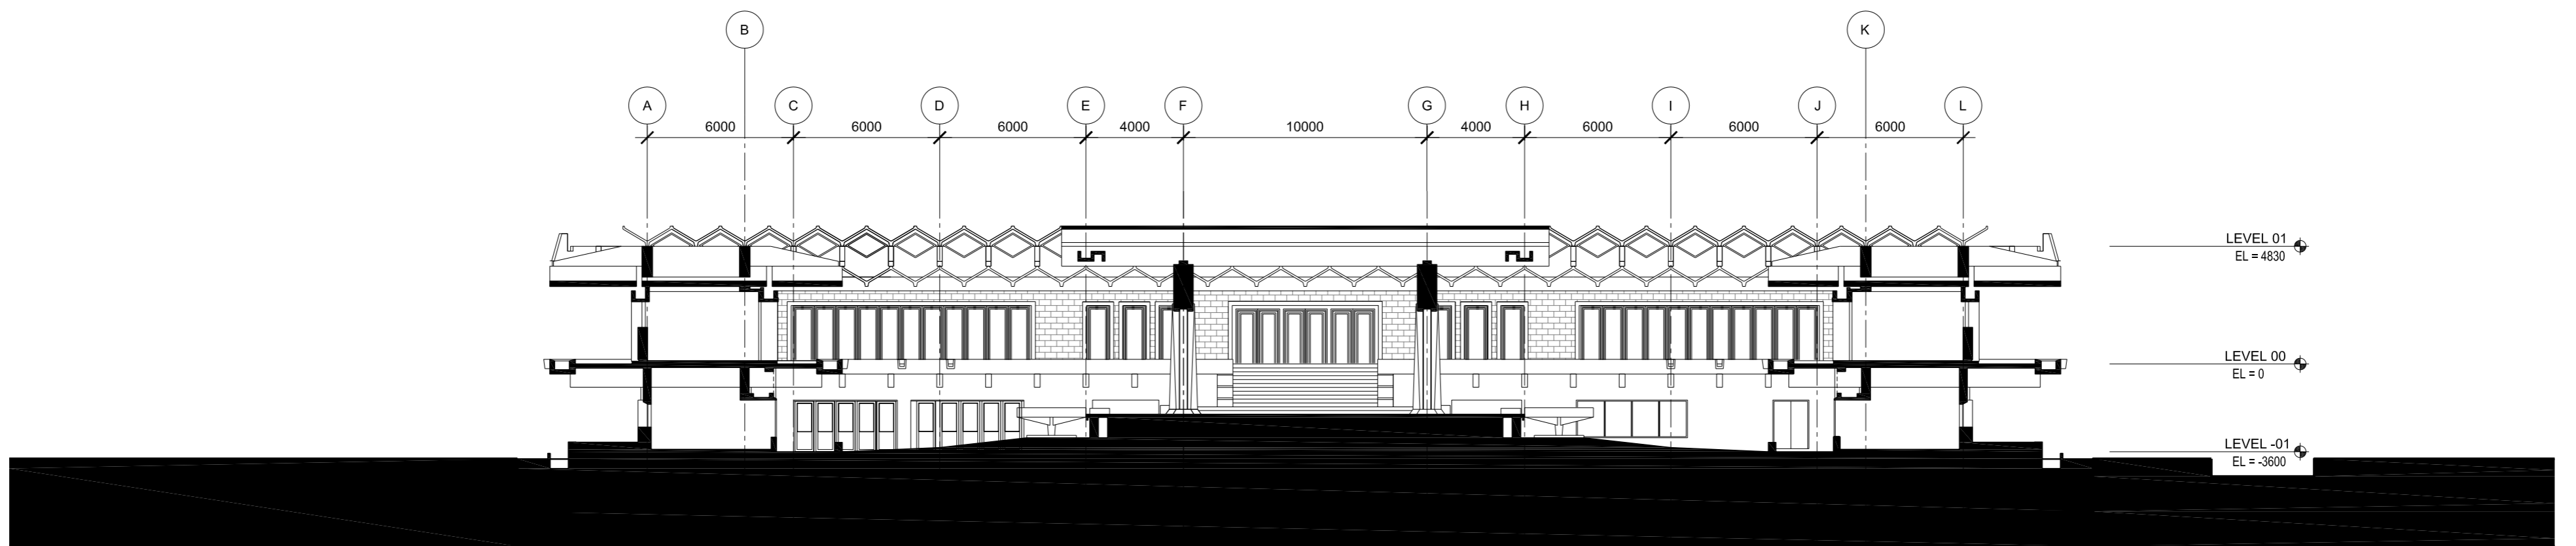 B
K
A
C
D
E
F
G
H
I
J
L
6000
6000
6000
4000
10000
4000
6000
6000
6000
LEVEL 01
EL = 4830
LEVEL 00
EL = 0
LEVEL -01
EL = -3600